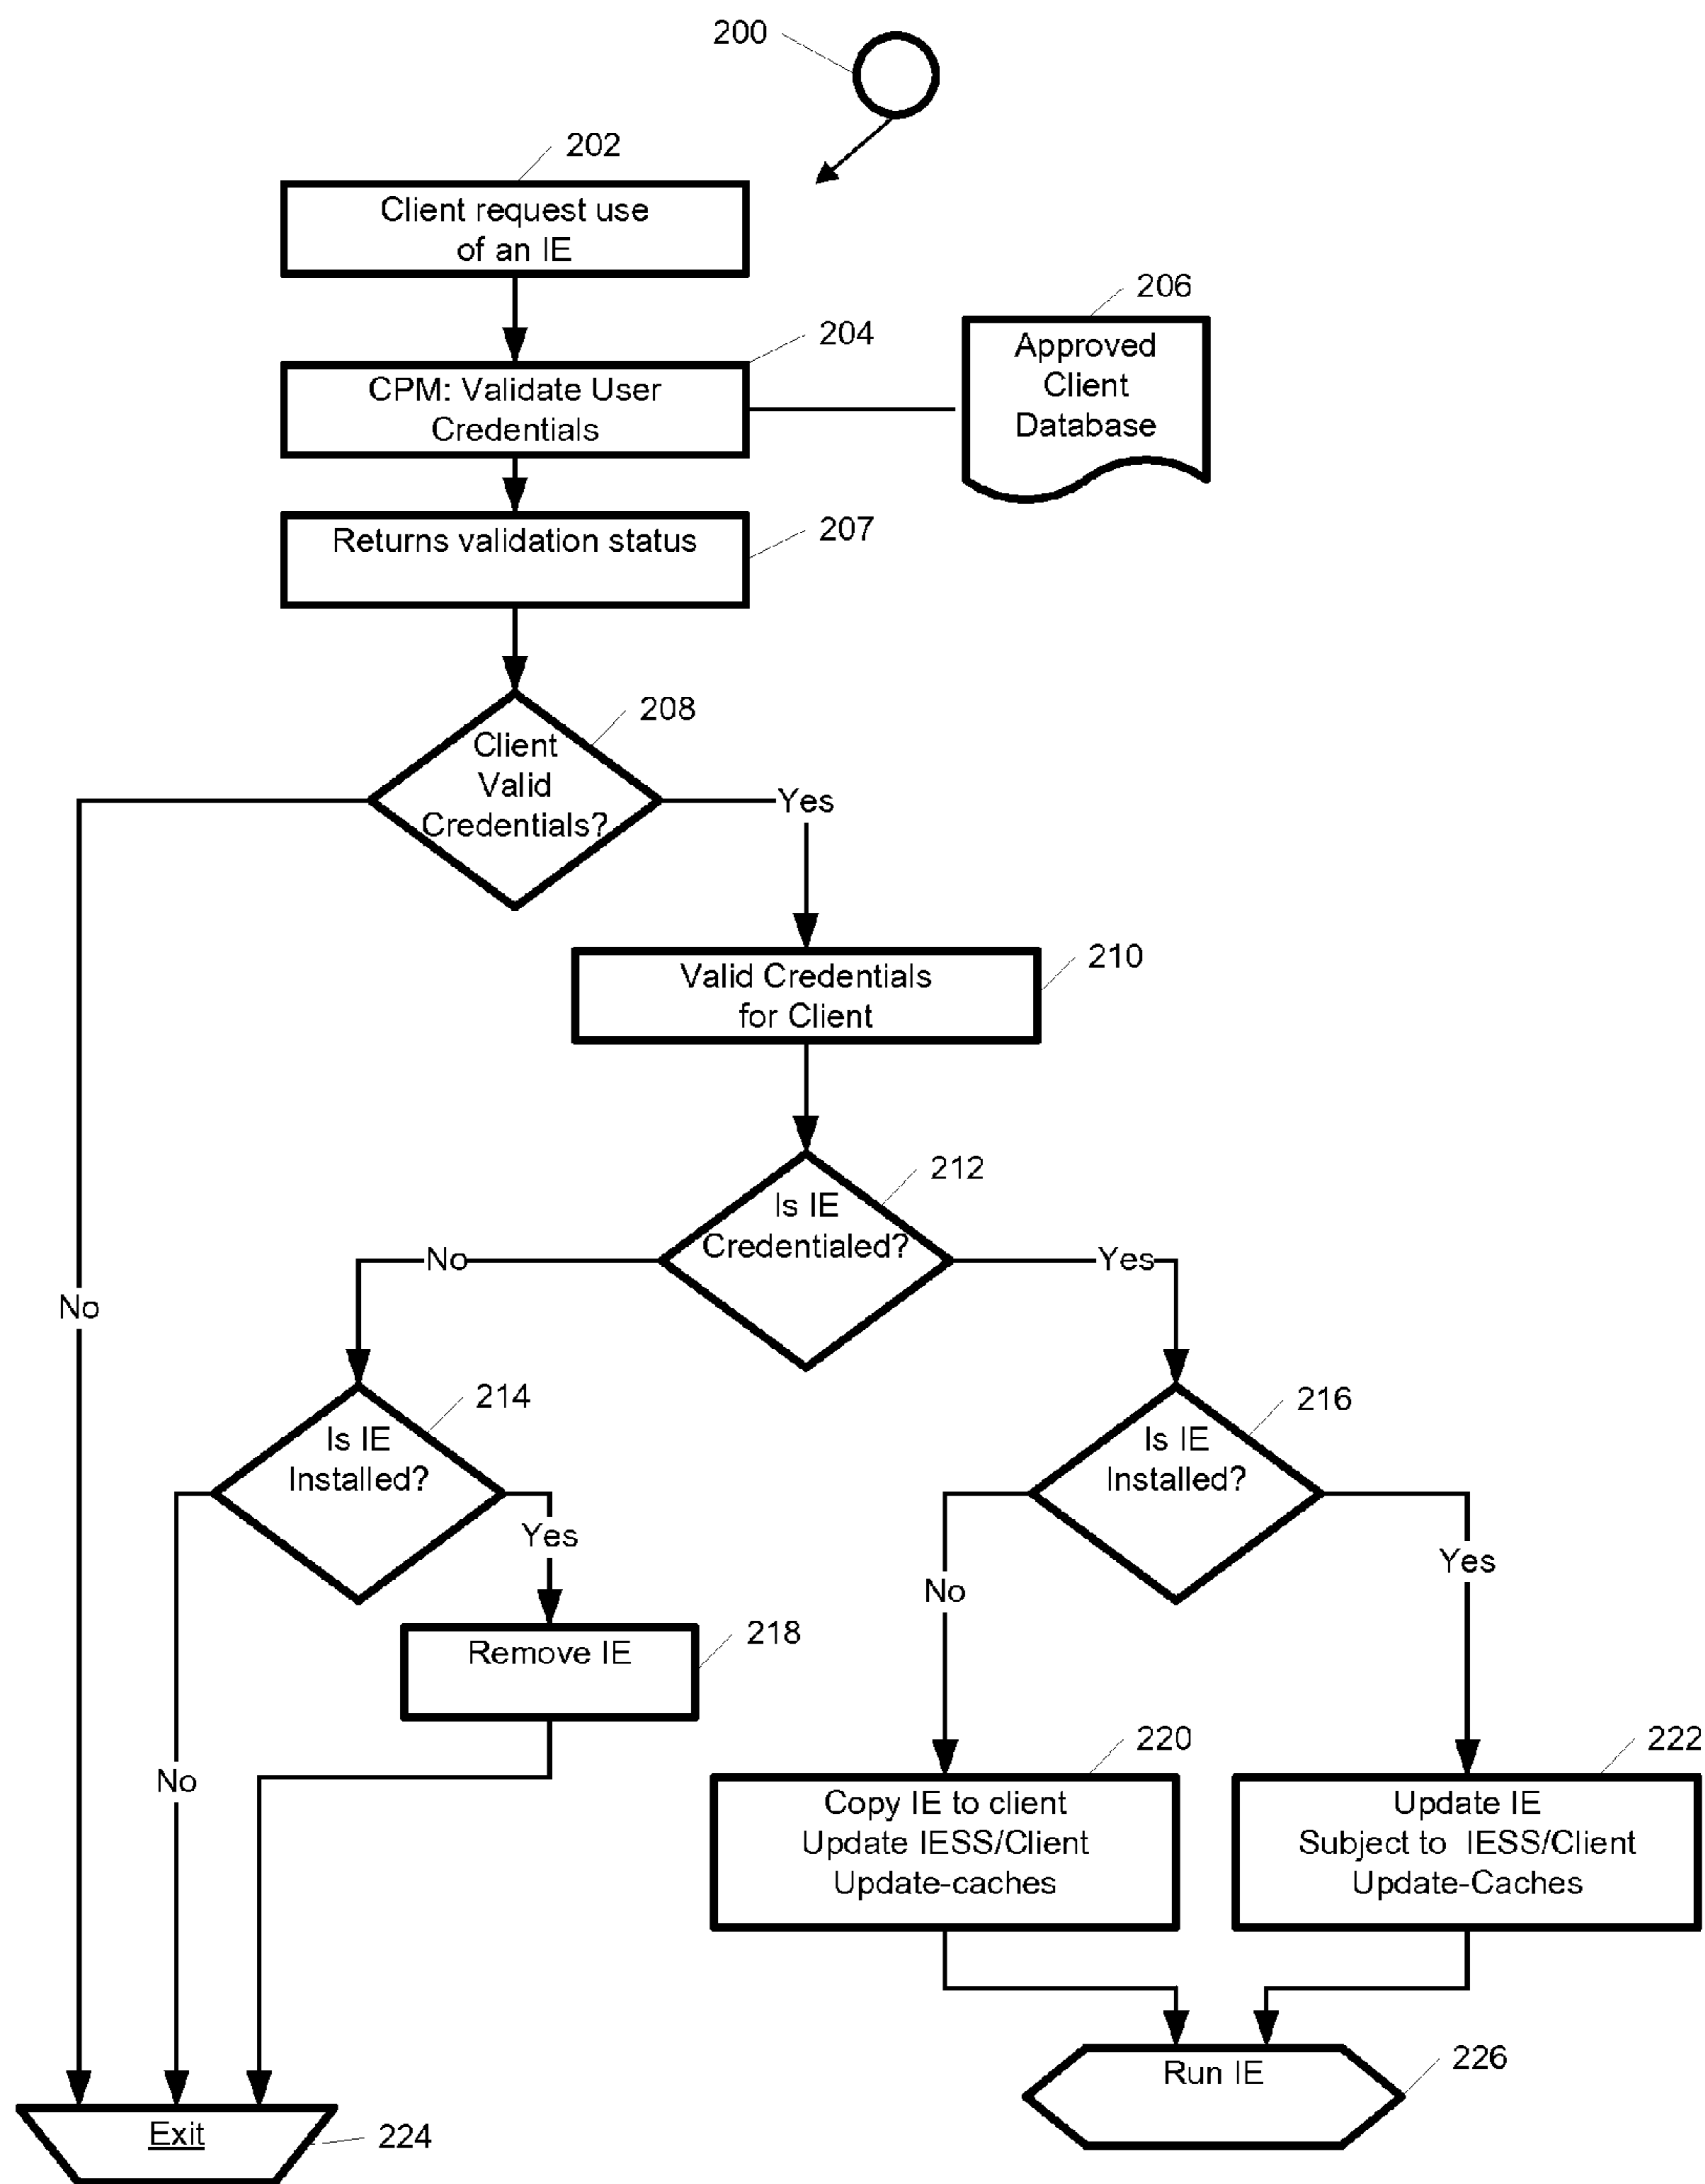 200
202
Client request use
of an IE
206
204
Approved
Client
Database
CPM: Validate User
Credentials
207
Returns validation status
208
Client
Valid
Credentials?
Yes
210
Valid Credentials
for Client
212
Is IE
Credentialed?
No
Yes
No
214
Is IE
Installed?
216
Is IE
Installed?
Yes
Yes
No
218
Remove IE
220
222
No
Copy IE to client
Update IESS/Client
Update-caches
Update IE
Subject to IESS/Client
Update-Caches
226
Run IE
Exit
224